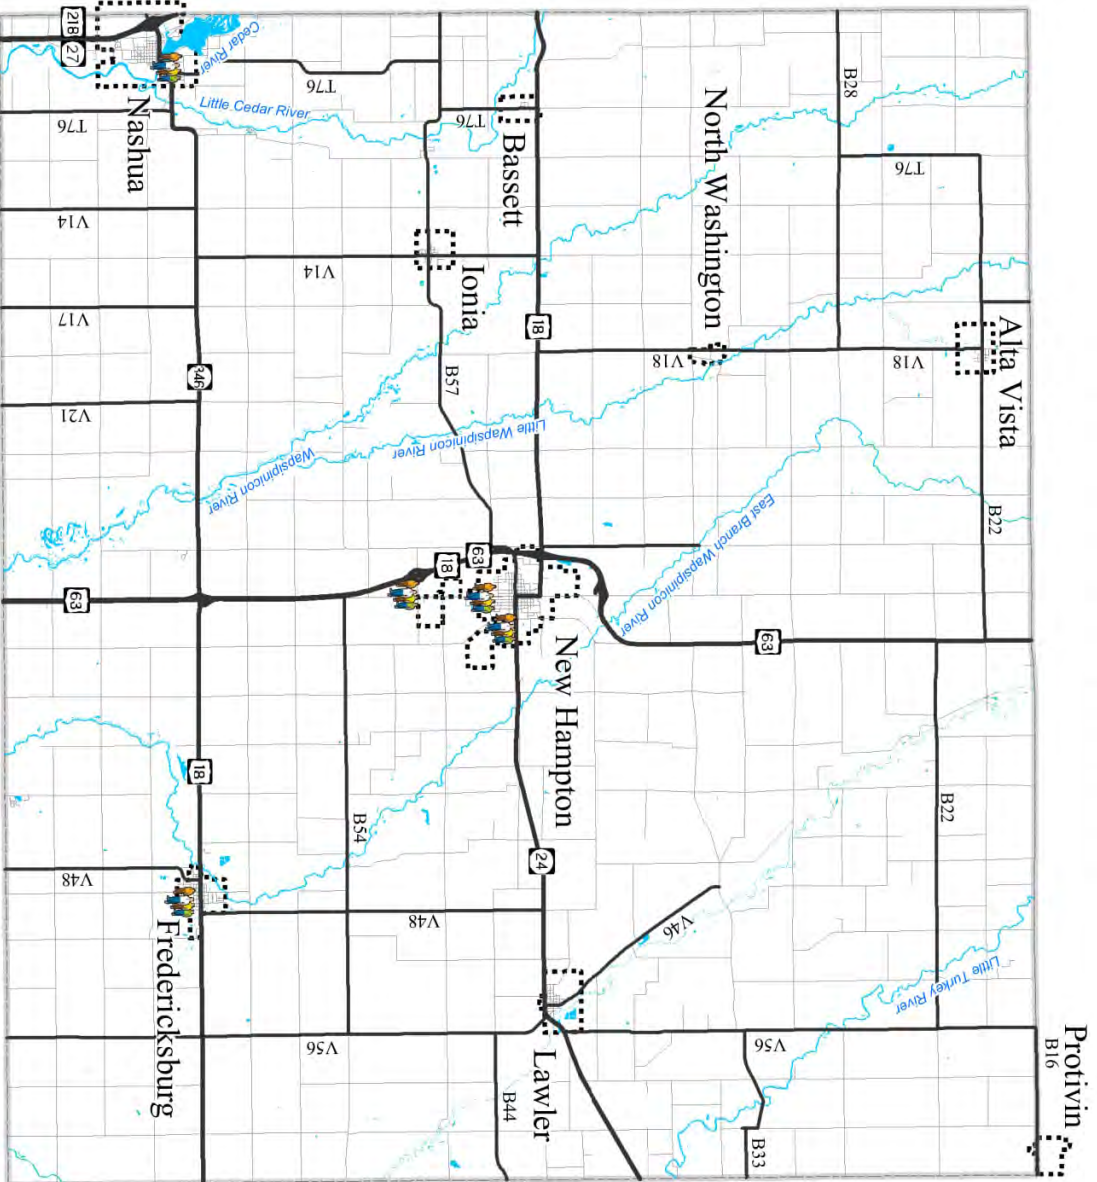 Protivin
B16
Alta Vista
B22
B22
T76
V18
B28
North Washington
V18
Little Turkey River
V56
B33
63
V46
East Branch Wapsipinicon River
New Hampton
24
Lawler
B44
18
Bassett
Ionia
B57
T76
Little Wapsipinicon River
63
18
V48
B54
V14
V56
T76
Wapsipinicon River
Cedar River
Little Cedar River
346
18
Fredericksburg
Nashua
218
27
T76
V14
V17
V21
63
V48